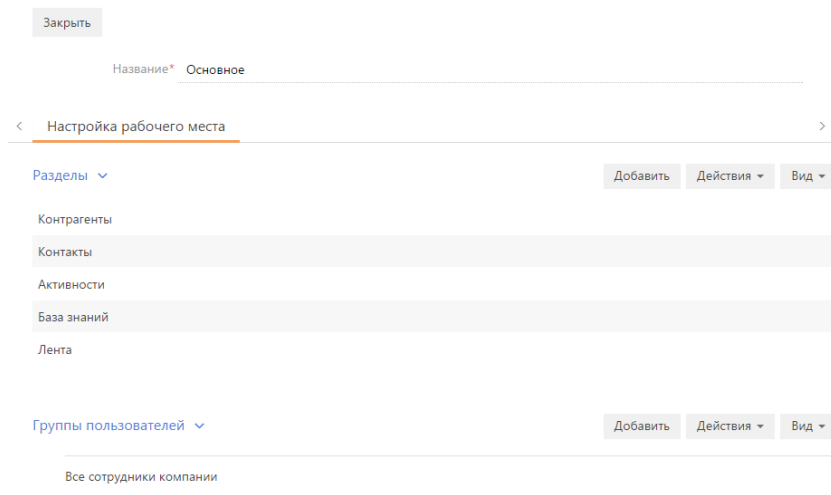 Закрыть
Название* Основное
Настройка рабочего места
Разделы Добавить Действия Вид
Контрагенты
Контакты
Активности
База знаний
Лента
Группы пользователей Добавить Действия Вид
Все сотрудники компании